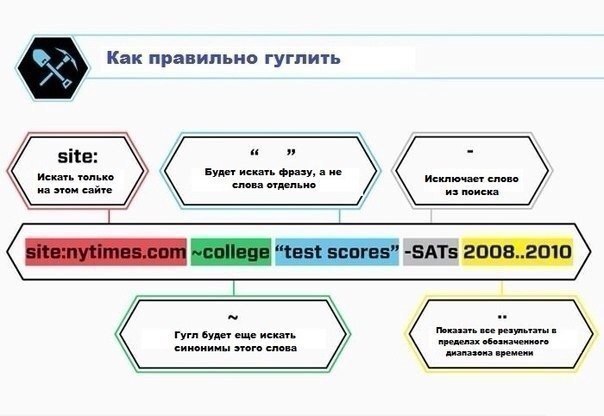 Как правильно гуглить
site:
Искать только
на этом сайте
“ ”
Будет искать фразу, а не
слова отдельно
-
Исключает слово
из поиска
site:nytimes.com ~college “test scores” -SATs 2008..2010
~
Гугл будет еще искать
синонимы этого слова
..
Показать все результаты в
пределах обозначенного
диапазона времени